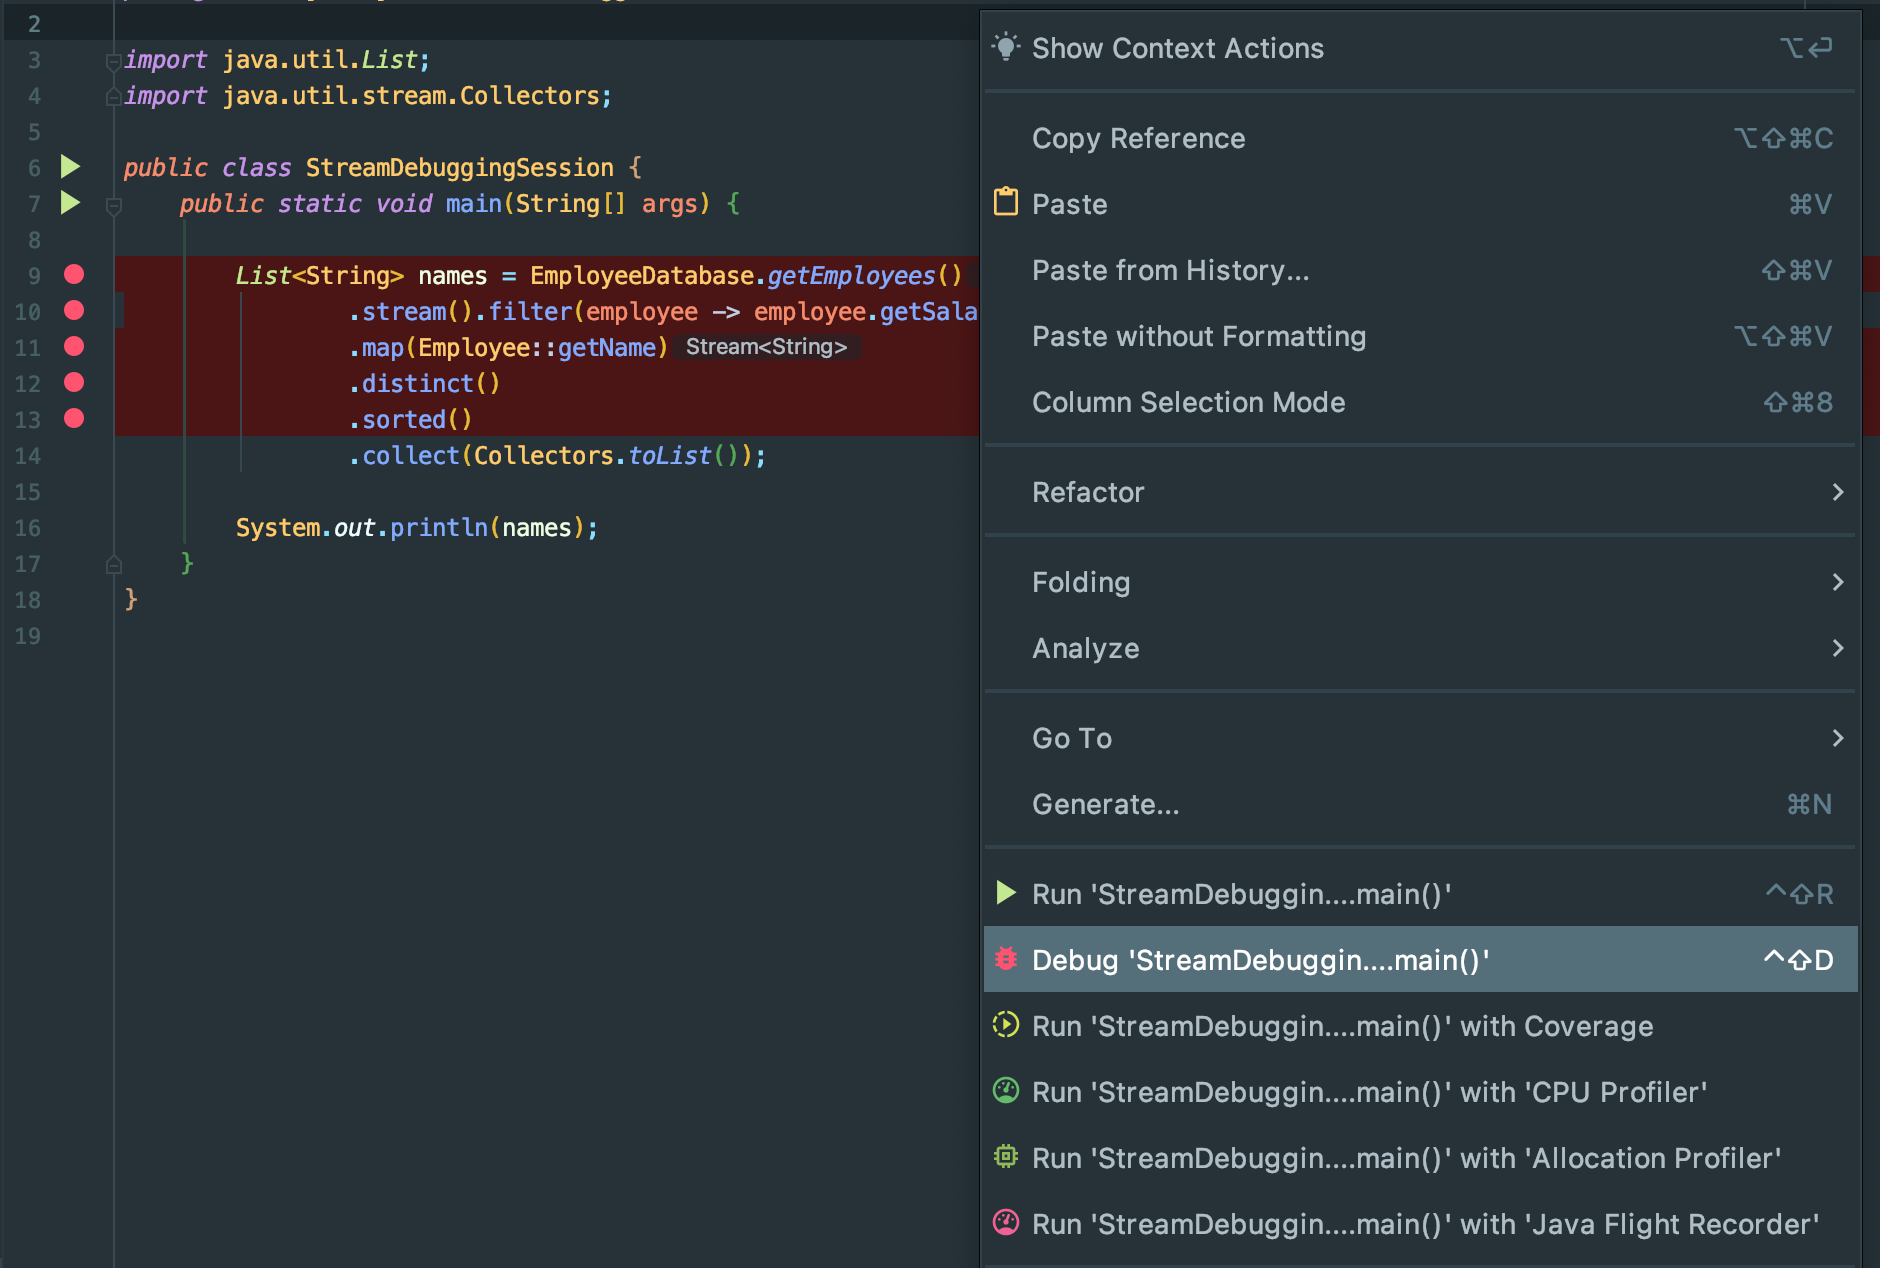 2
3 import java.util.List;
4 import java.util.stream.Collectors;
5
6 public class StreamDebuggingSession {
7 public static void main(String[] args) {
8
9 List<String> names = EmployeeDatabase.getEmployees()
10 .stream().filter(employee -> employee.getSala
11 .map(Employee::getName) Stream<String>
12 .distinct()
13 .sorted()
14 .collect(Collectors.toList());
15
16 System.out.println(names);
17 }
18 }
19
Show Context Actions ⌥⏎
Copy Reference ⌥⇧⌘C
Paste ⌘V
Paste from History... ⇧⌘V
Paste without Formatting ⌥⇧⌘V
Column Selection Mode ⇧⌘8
Refactor
Folding
Analyze
Go To
Generate... ⌘N
Run 'StreamDebuggin....main()' ^⇧R
Debug 'StreamDebuggin....main()' ^⇧D
Run 'StreamDebuggin....main()' with Coverage
Run 'StreamDebuggin....main()' with 'CPU Profiler'
Run 'StreamDebuggin....main()' with 'Allocation Profiler'
Run 'StreamDebuggin....main()' with 'Java Flight Recorder'